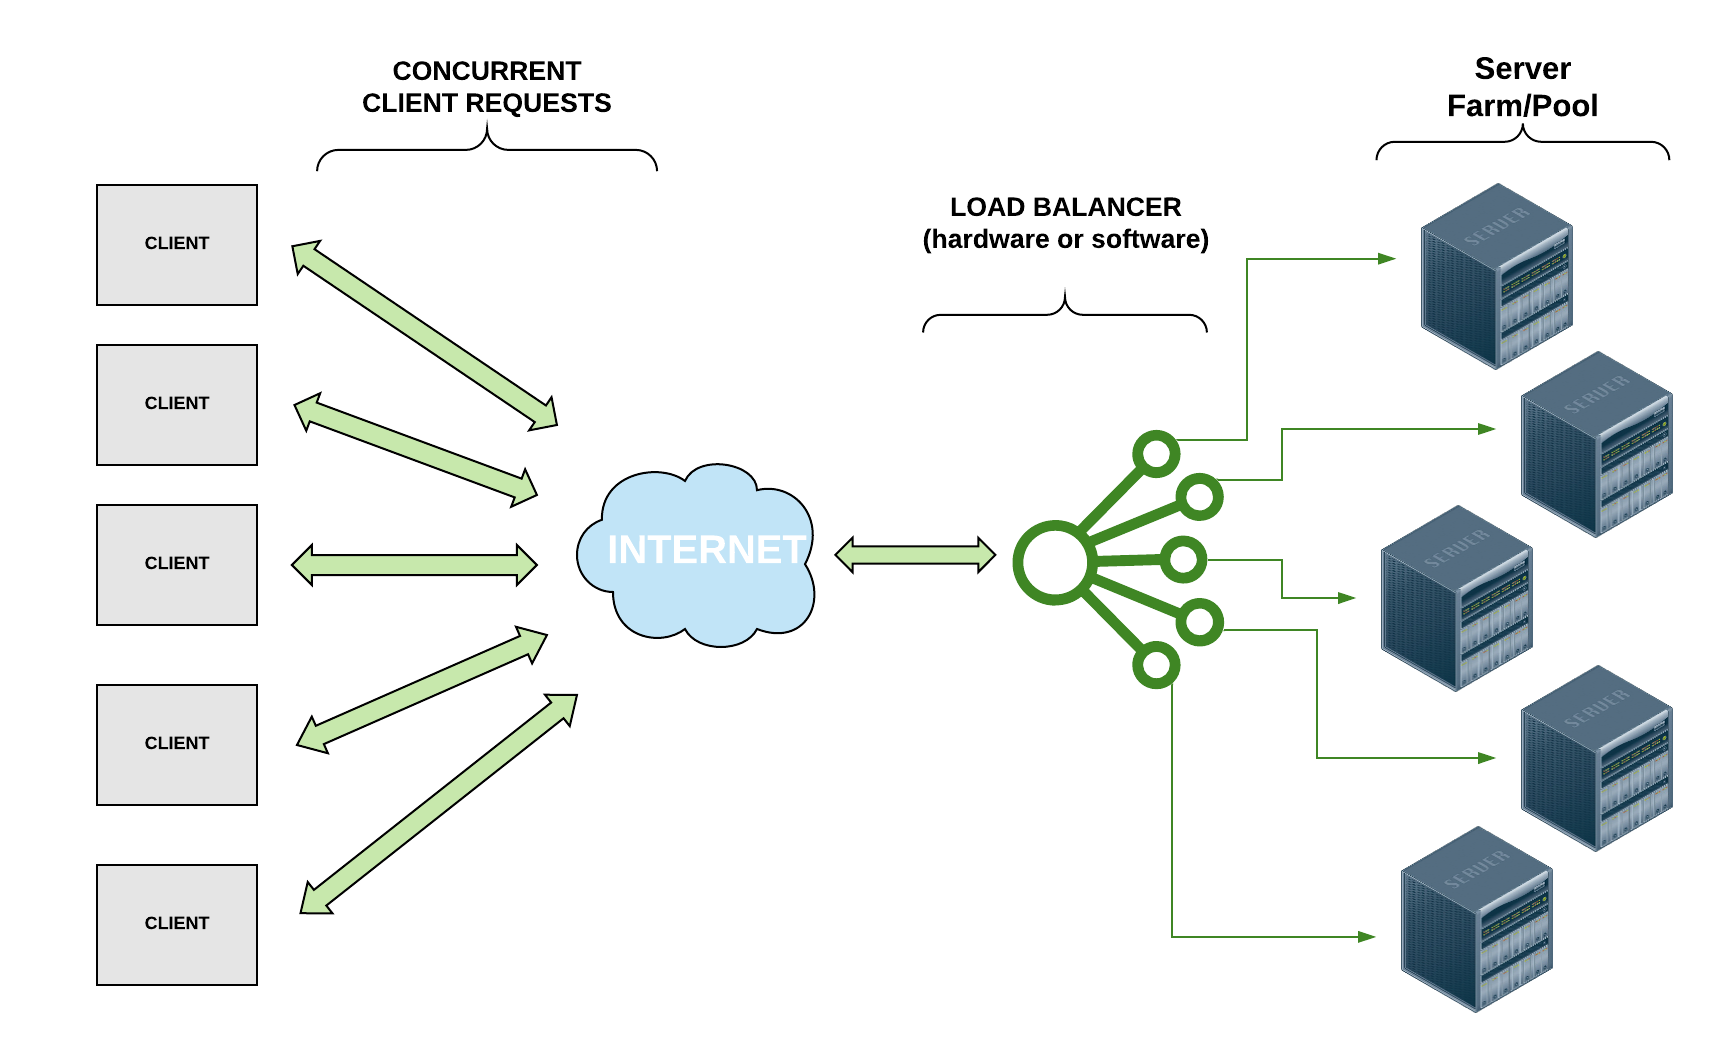 CONCURRENT
CLIENT REQUESTS
Server
Farm/Pool
LOAD BALANCER
(hardware or software)
CLIENT
CLIENT
CLIENT
CLIENT
CLIENT
INTERNET
SERVER
SERVER
SERVER
SERVER
SERVER